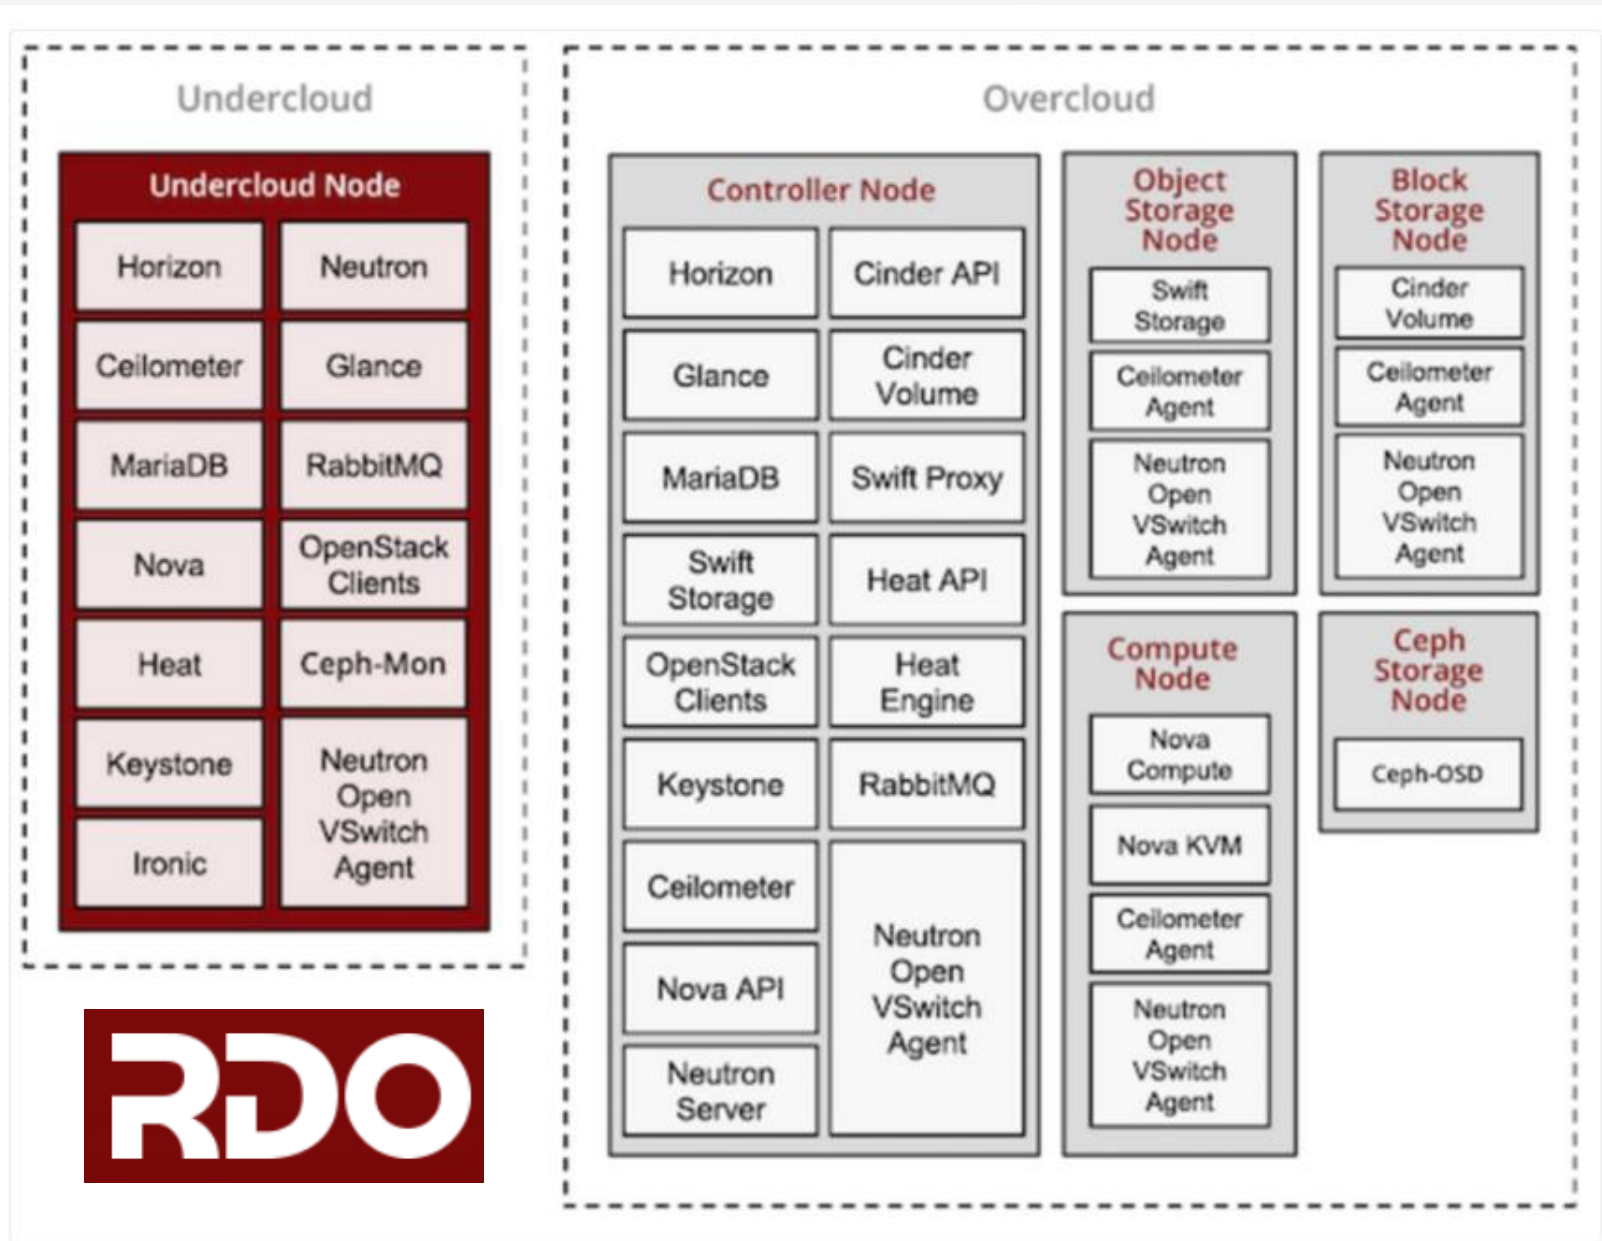 Undercloud
Undercloud Node
Horizon
Neutron
Ceilometer
Glance
MariaDB
RabbitMQ
Nova
OpenStack
Clients
Heat
Ceph-Mon
Keystone
Neutron
Open
VSwitch
Agent
Ironic
RDO
Overcloud
Controller Node
Horizon
Cinder API
Glance
Cinder
Volume
MariaDB
Swift Proxy
Swift
Storage
Heat API
OpenStack
Clients
Heat
Engine
Keystone
RabbitMQ
Ceilometer
Nova API
Neutron
Server
Neutron
Open
VSwitch
Agent
Object
Storage
Node
Swift
Storage
Ceilometer
Agent
Neutron
Open
VSwitch
Agent
Block
Storage
Node
Cinder
Volume
Ceilometer
Agent
Neutron
Open
VSwitch
Agent
Compute
Node
Nova
Compute
Nova KVM
Ceilometer
Agent
Neutron
Open
VSwitch
Agent
Ceph
Storage
Node
Ceph-OSD